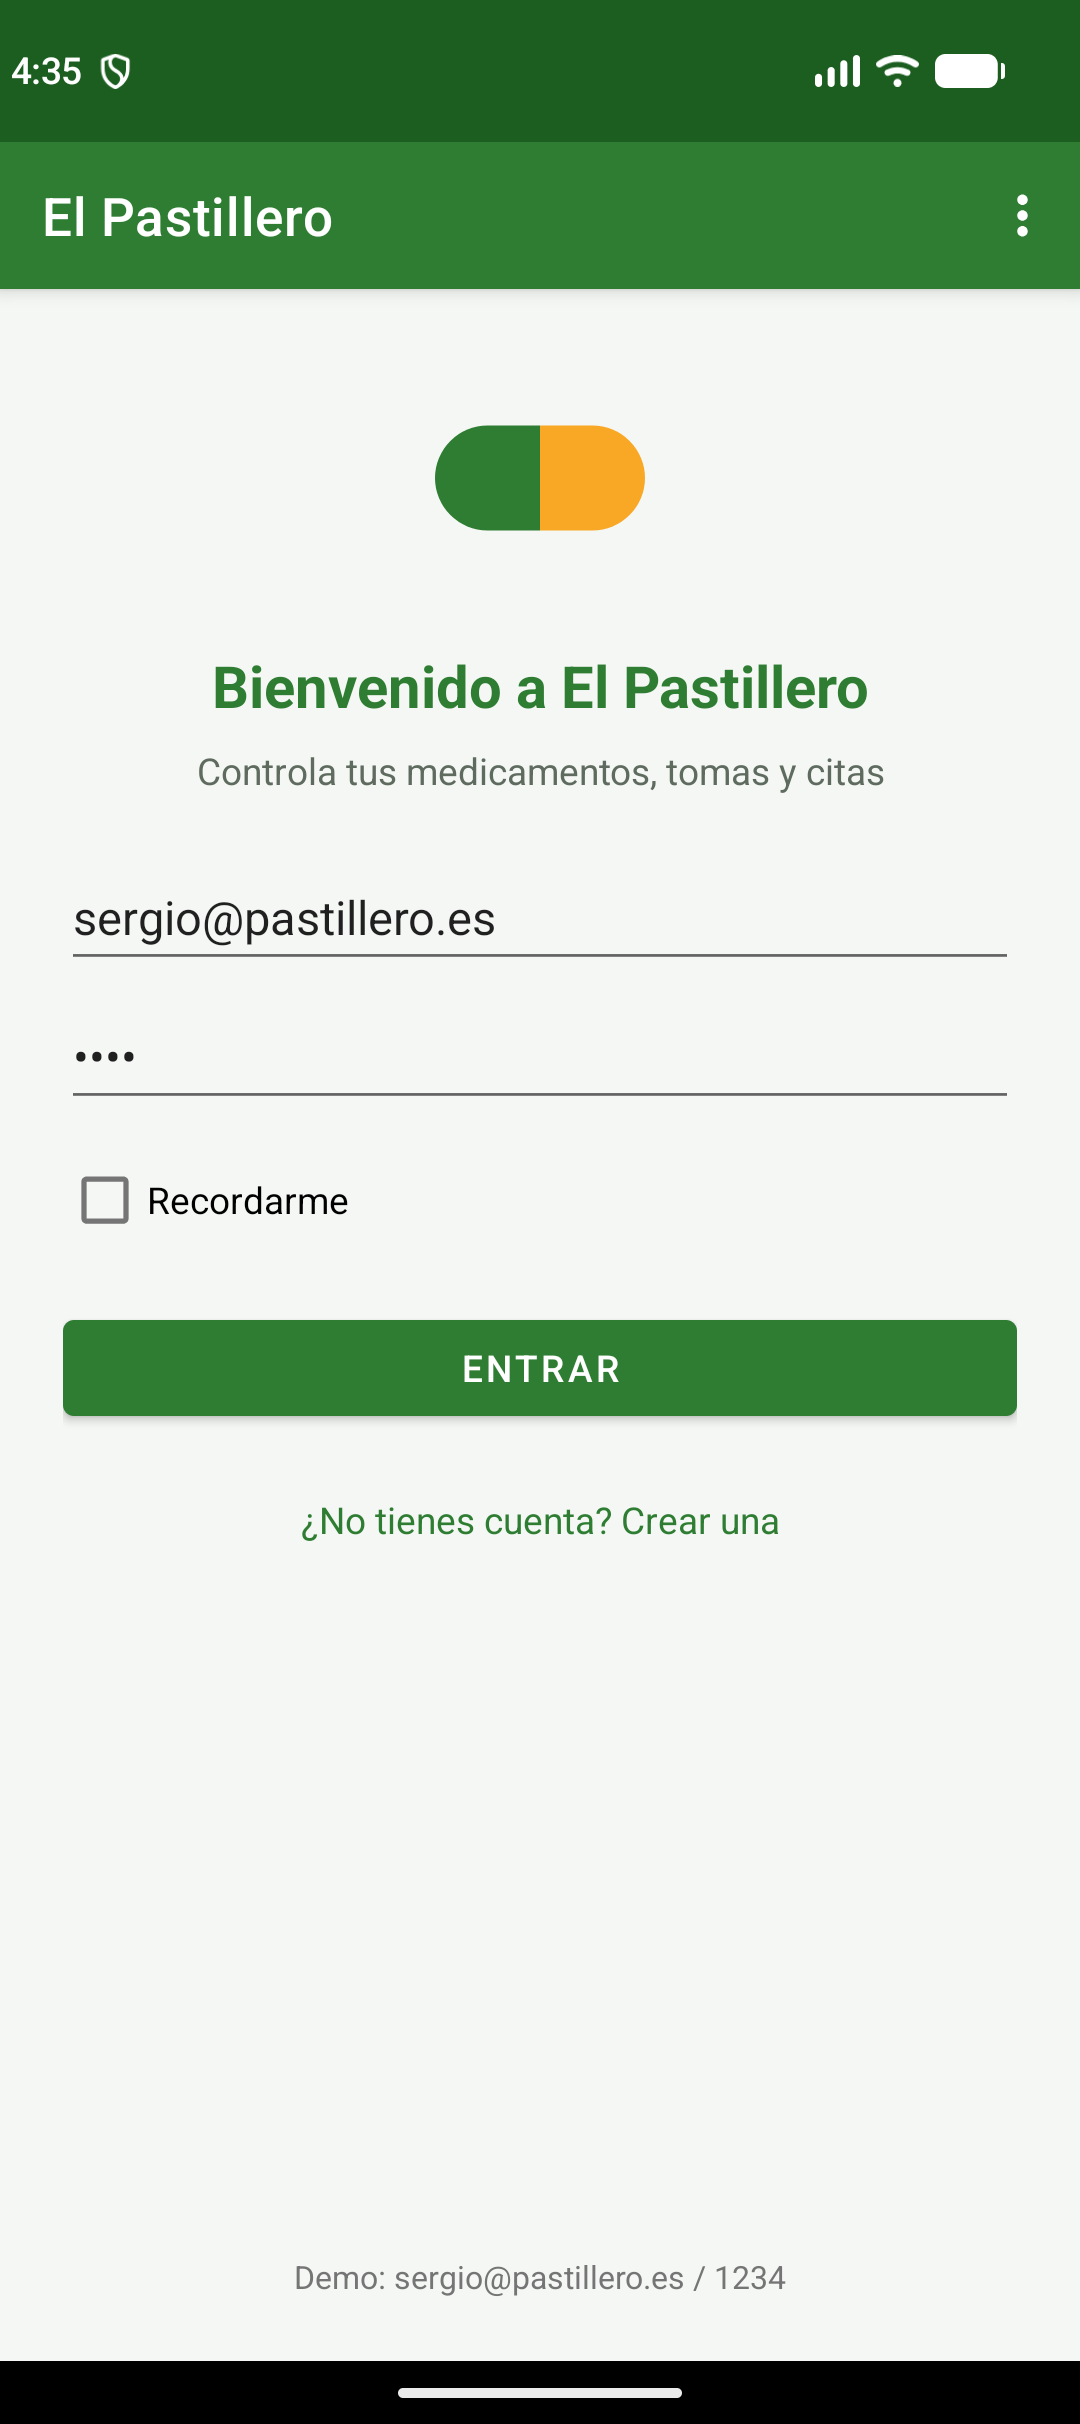 4:35
El Pastillero
Bienvenido a El Pastillero
Controla tus medicamentos, tomas y citas
sergio@pastillero.es
••••
Recordarme
ENTRAR
¿No tienes cuenta? Crear una
Demo: sergio@pastillero.es / 1234